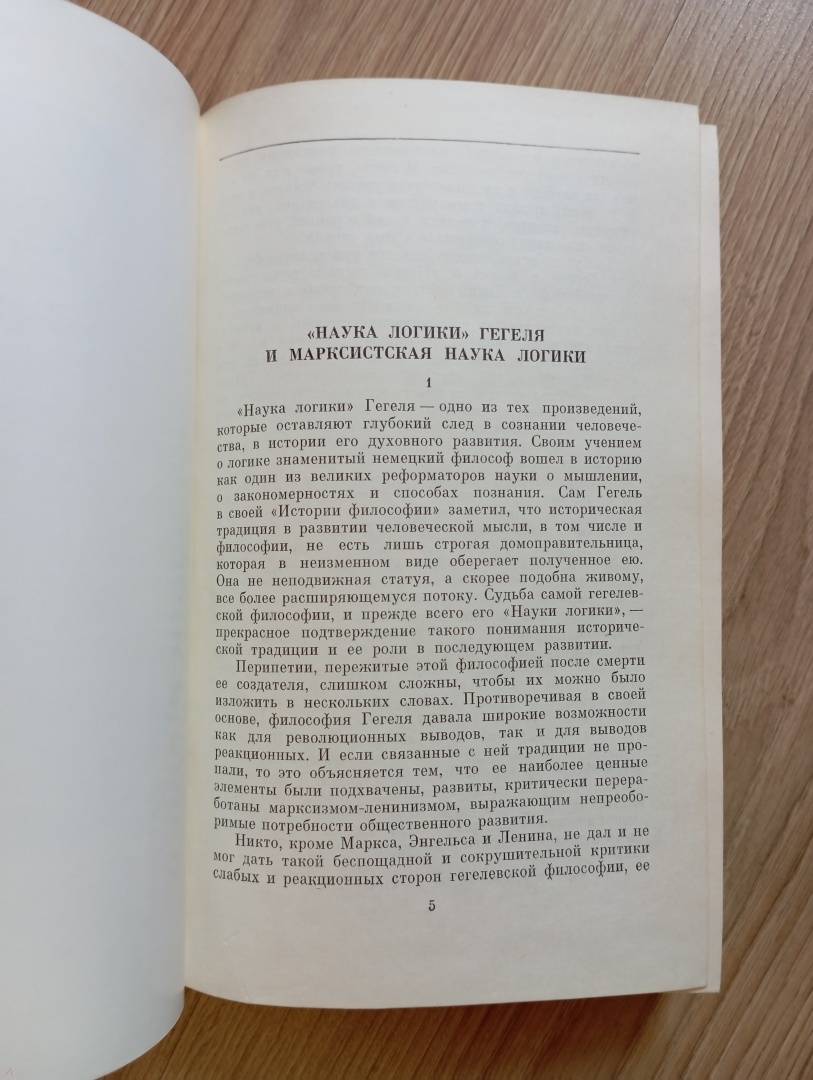 «НАУКА ЛОГИКИ» ГЕГЕЛЯ
И МАРКСИСТСКАЯ НАУКА ЛОГИКИ
1
«Наука логики» Гегеля — одно из тех произведений,
которые оставляют глубокий след в сознании человече-
ства, в истории его духовного развития. Своим учением
о логике знаменитый немецкий философ вошел в историю
как один из великих реформаторов науки о мышлении,
о закономерностях и способах познания. Сам Гегель
в своей «Истории философии» заметил, что историческая
традиция в развитии человеческой мысли, в том числе и
философии, не есть лишь строгая домоправительница,
которая в неизменном виде оберегает полученное ею.
Она не неподвижная статуя, а скорее подобна живому,
все более расширяющемуся потоку. Судьба самой гегелев-
ской философии, и прежде всего его «Науки логики», —
прекрасное подтверждение такого понимания историче-
ской традиции и ее роли в последующем развитии.
Перипетии, пережитые этой философией после смерти
ее создателя, слишком сложны, чтобы их можно было
изложить в нескольких словах. Противоречивая в своей
основе, философия Гегеля давала широкие возможности
как для революционных выводов, так и для выводов
реакционных. И если связанные с ней традиции не про-
пали, то это объясняется тем, что ее наиболее ценные
элементы были подхвачены, развиты, критически перера-
ботаны марксизмом-ленинизмом, выражающим непреобо-
римые потребности общественного развития.
Никто, кроме Маркса, Энгельса и Ленина, не дал и не
мог дать такой беспощадной и сокрушительной критики
слабых и реакционных сторон гегелевской философии, ее
5